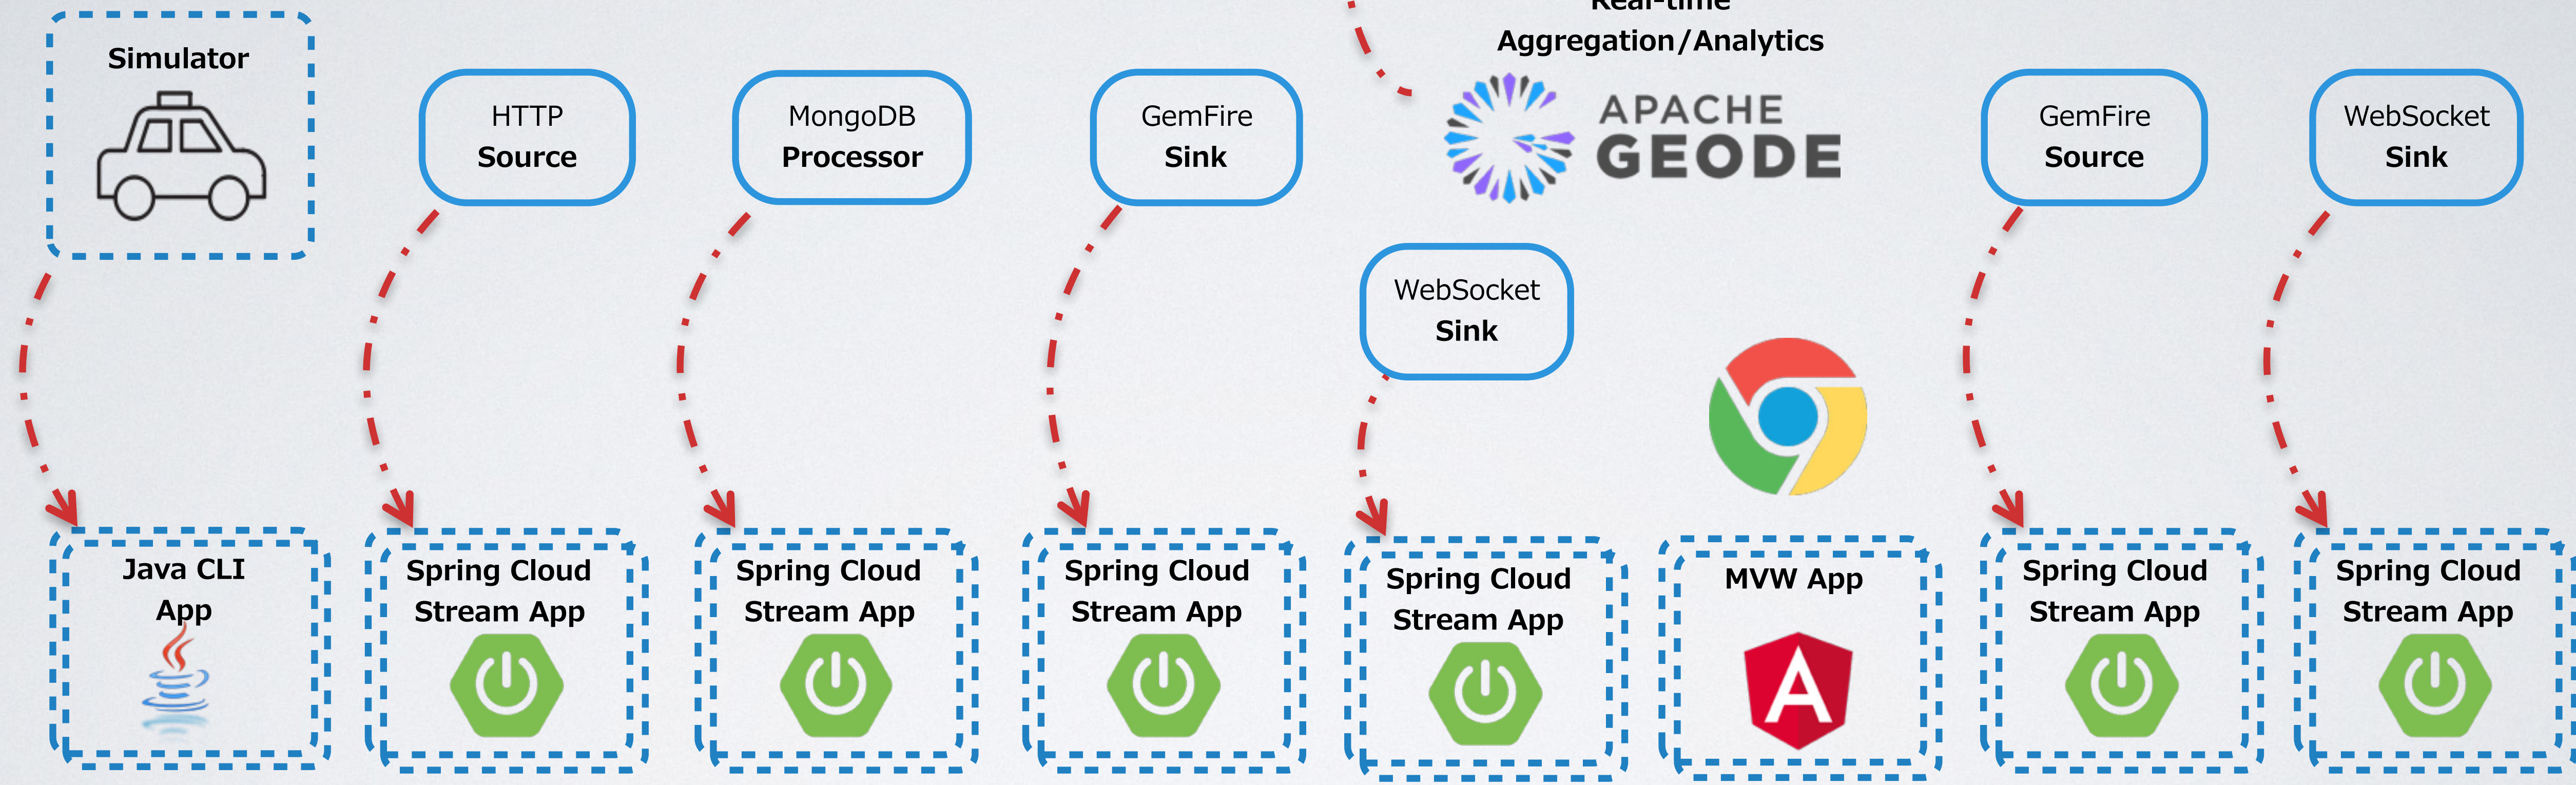 Simulator
HTTP
Source
MongoDB
Processor
GemFire
Sink
Real-time
Aggregation/Analytics
APACHE
GEODE
GemFire
Source
WebSocket
Sink
WebSocket
Sink
Java CLI
App
Spring Cloud
Stream App
Spring Cloud
Stream App
Spring Cloud
Stream App
Spring Cloud
Stream App
MVW App
Spring Cloud
Stream App
Spring Cloud
Stream App